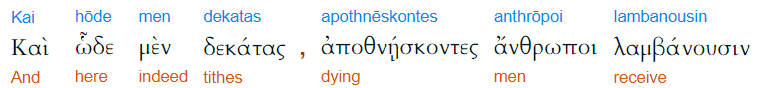 Kai hōde men dekatas apothnēskontes anthrōpoi lambanousin
Καὶ ὧδε μὲν δεκάτας , ἀποθνῄσκοντες ἄνθρωποι λαμβάνουσιν
And here indeed tithes dying men receive